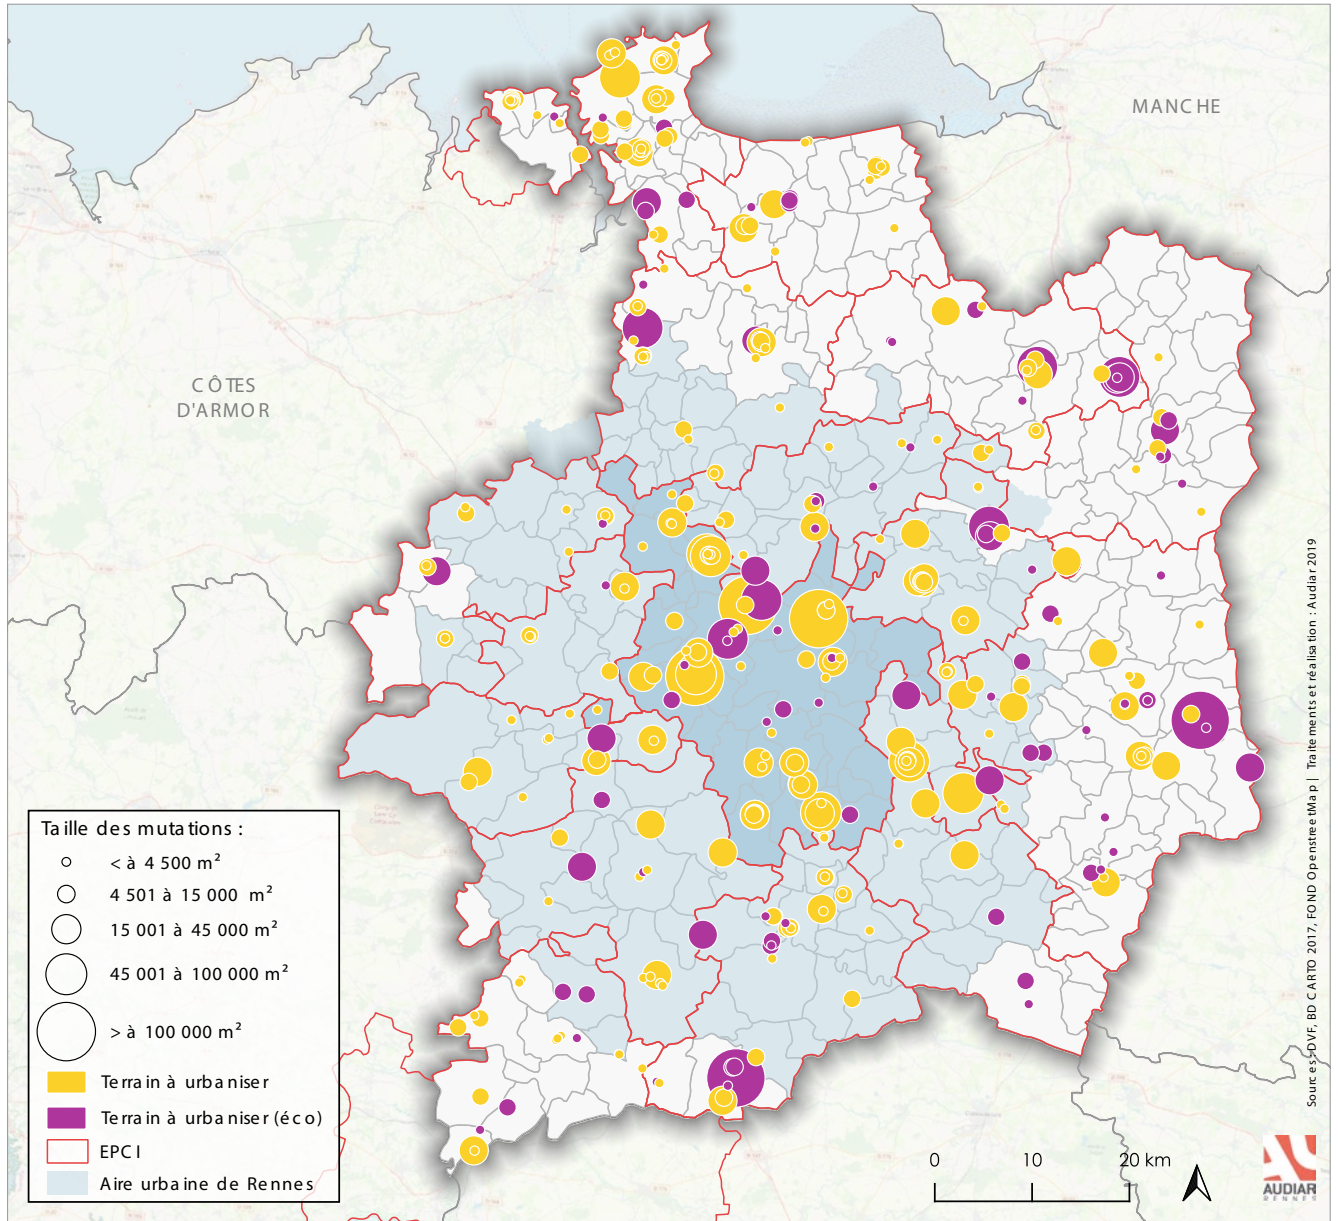 MANCHE
CÔTES
D'ARMOR
Taille des mutations :
< à 4 500 m²
4 501 à 15 000 m²
15 001 à 45 000 m²
45 001 à 100 000 m²
> à 100 000 m²
Terrain à urbaniser
Terrain à urbaniser (éco)
EPCI
Aire urbaine de Rennes
Sources : DVF, BD CARTO 2017, FOND OpenstreetMap | Traitements et réalisation : Audiar 2019
0 10 20 km
AUDIAR
RENNES